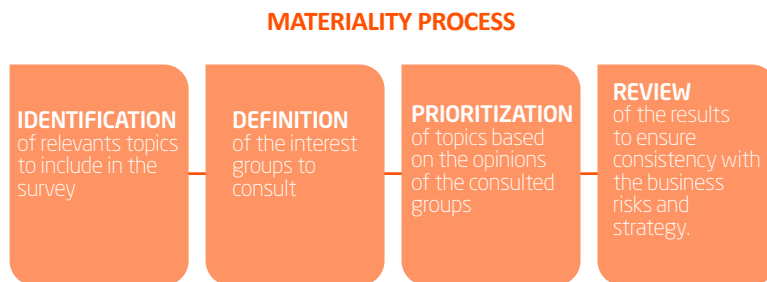 MATERIALITY PROCESS
IDENTIFICATION
of relevants topics
to include in the
survey
DEFINITION
of the interest
groups to
consult
PRIORITIZATION
of topics based
on the opinions
of the consulted
groups
REVIEW
of the results
to ensure
consistency with
the business
risks and
strategy.